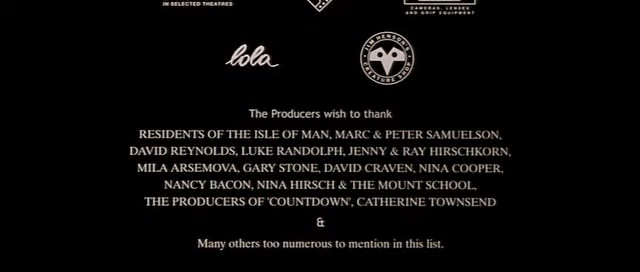 IN SELECTED THEATRES
CAMERAS, LENSES
AND GRIP EQUIPMENT
lola
JIM HENSON'S
CREATURE SHOP
The Producers wish to thank
RESIDENTS OF THE ISLE OF MAN, MARC & PETER SAMUELSON,
DAVID REYNOLDS, LUKE RANDOLPH, JENNY & RAY HIRSCHKORN,
MILA ARSEMOVA, GARY STONE, DAVID CRAVEN, NINA COOPER,
NANCY BACON, NINA HIRSCH & THE MOUNT SCHOOL,
THE PRODUCERS OF 'COUNTDOWN', CATHERINE TOWNSEND
&
Many others too numerous to mention in this list.